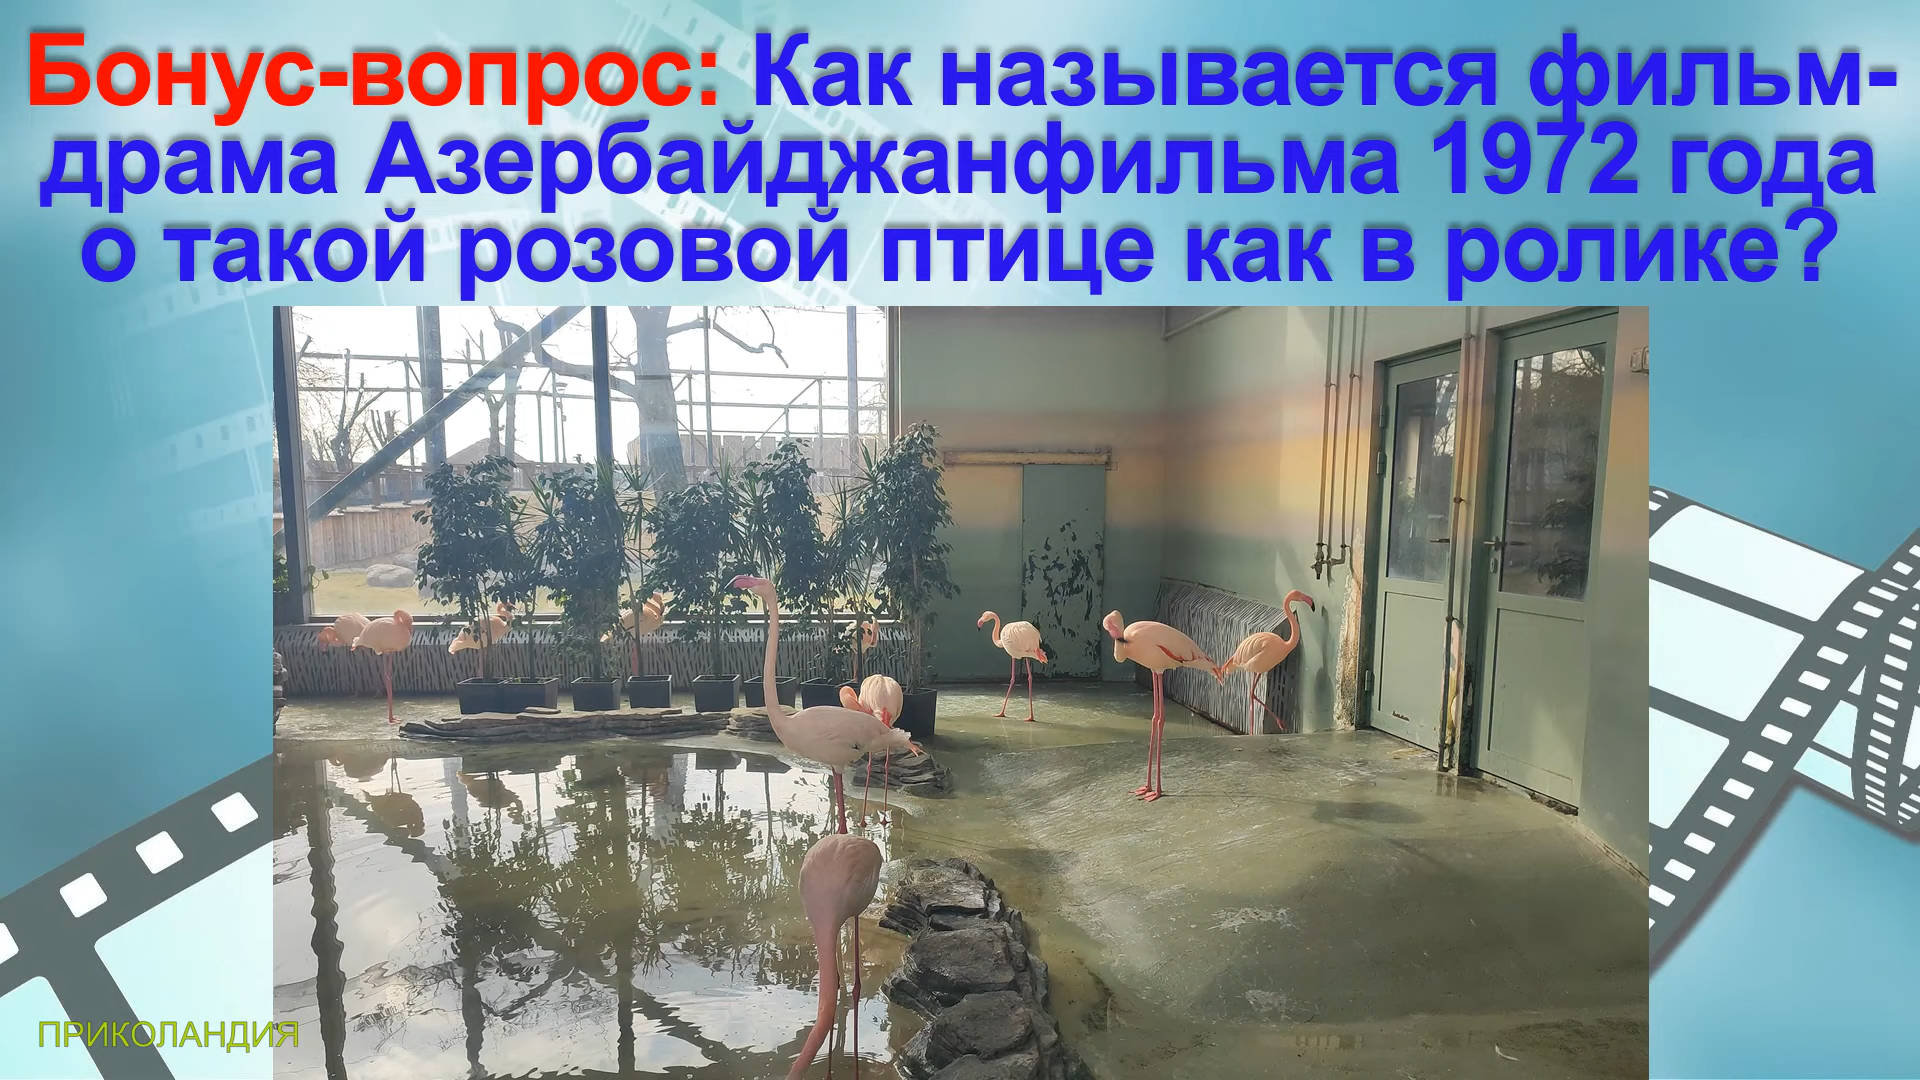 Бонус-вопрос: Как называется фильм-
драма Азербайджанфильма 1972 года
о такой розовой птице как в ролике?
ПРИКОЛАНДИЯ